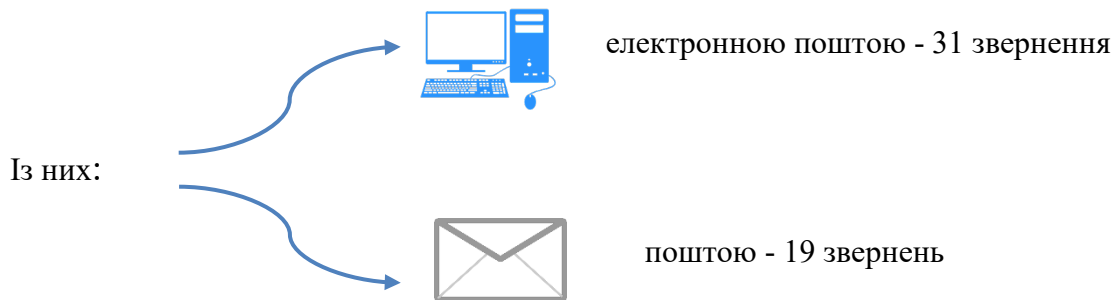 електронною поштою - 31 звернення
Із них:
поштою - 19 звернень